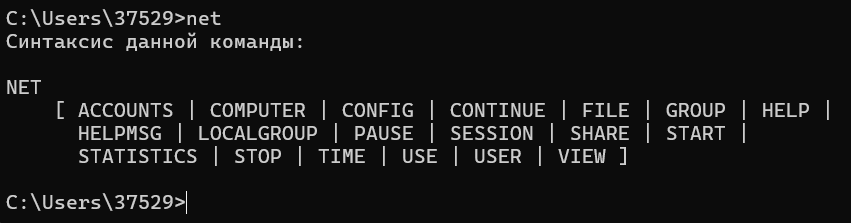 C:\Users\37529>net
Синтаксис данной команды:
NET
[ ACCOUNTS | COMPUTER | CONFIG | CONTINUE | FILE | GROUP | HELP |
HELPMSG | LOCALGROUP | PAUSE | SESSION | SHARE | START |
STATISTICS | STOP | TIME | USE | USER | VIEW ]
C:\Users\37529>